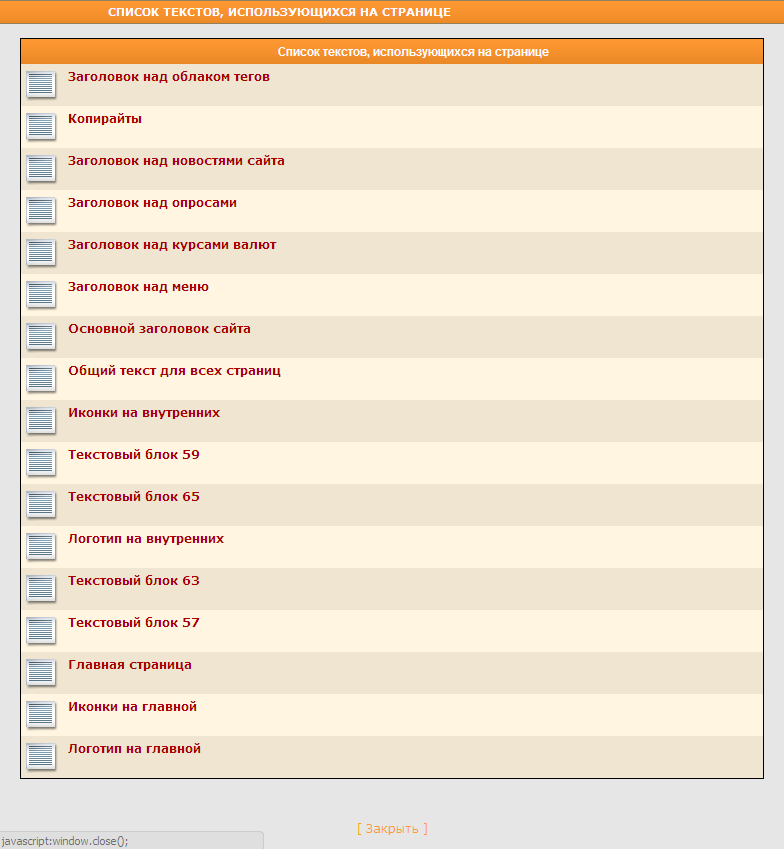 СПИСОК ТЕКСТОВ, ИСПОЛЬЗУЮЩИХСЯ НА СТРАНИЦЕ
Список текстов, использующихся на странице
Заголовок над облаком тегов
Копирайты
Заголовок над новостями сайта
Заголовок над опросами
Заголовок над курсами валют
Заголовок над меню
Основной заголовок сайта
Общий текст для всех страниц
Иконки на внутренних
Текстовый блок 59
Текстовый блок 65
Логотип на внутренних
Текстовый блок 63
Текстовый блок 57
Главная страница
Иконки на главной
Логотип на главной
[ Закрыть ]
javascript:window.close();